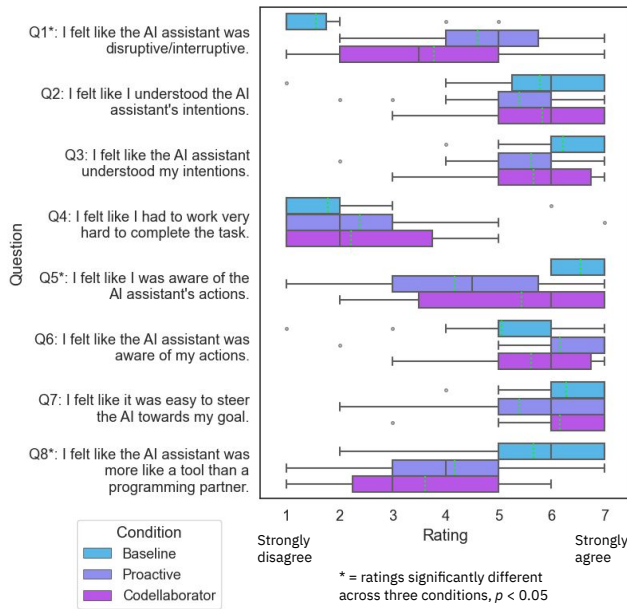 Q1*: I felt like the AI assistant was
disruptive/interruptive.
Q2: I felt like I understood the AI
assistant's intentions.
Q3: I felt like the AI assistant
understood my intentions.
Q4: I felt like I had to work very
hard to complete the task.
Q5*: I felt like I was aware of the
AI assistant's actions.
Q6: I felt like the AI assistant was
aware of my actions.
Q7: I felt like it was easy to steer
the AI towards my goal.
Q8*: I felt like the AI assistant was
more like a tool than a
programming partner.
Question
1 2 3 4 5 6 7
Rating
Strongly
disagree
Strongly
agree
Condition
Baseline
Proactive
Codellaborator
* = ratings significantly different
across three conditions, p < 0.05